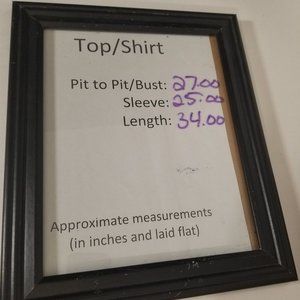 Top/Shirt
Pit to Pit/Bust: 27.00
Sleeve: 25.00
Length: 34.00
Approximate measurements
(in inches and laid flat)